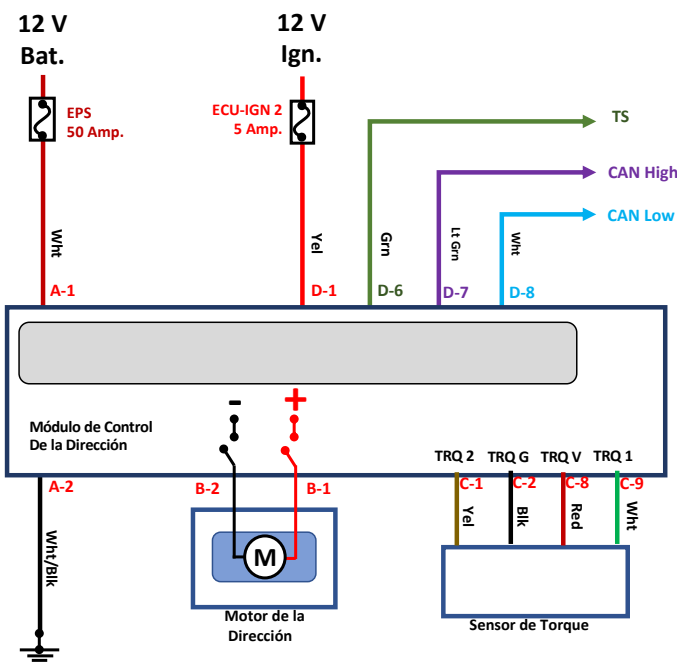 12 V
Bat.
12 V
Ign.
EPS
50 Amp.
ECU-IGN 2
5 Amp.
TS
CAN High
CAN Low
Wht
Yel
Grn
Lt Grn
Wht
A-1
D-1
D-6
D-7
D-8
-
+
Módulo de Control
De la Dirección
TRQ 2
TRQ G
TRQ V
TRQ 1
A-2
B-2
B-1
C-1
C-2
C-8
C-9
Wht/Blk
Yel
Blk
Red
Wht
M
Motor de la
Dirección
Sensor de Torque